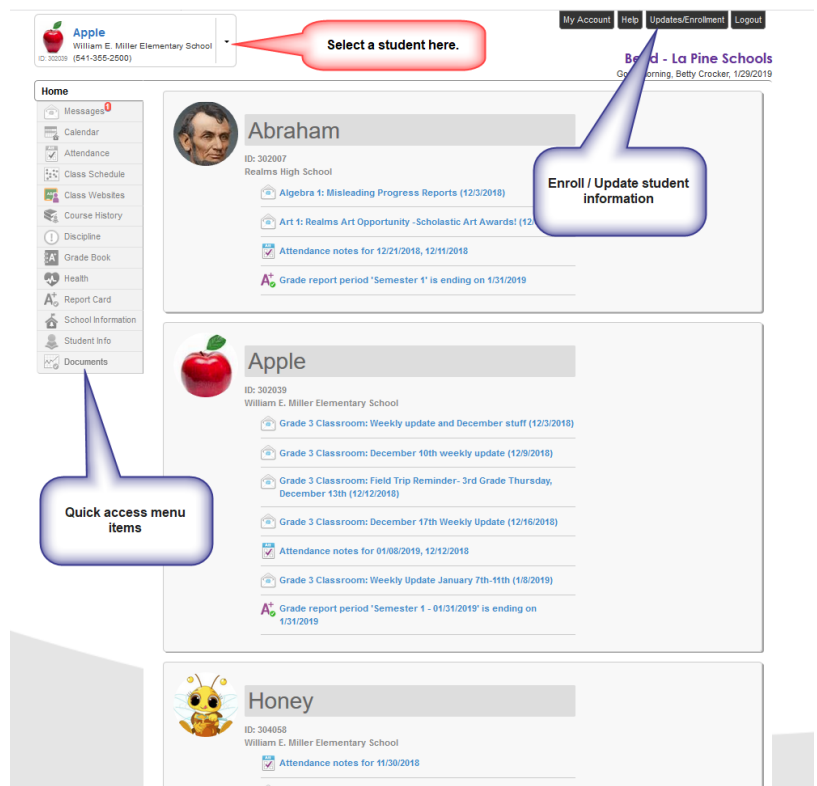 Apple
William E. Miller Elementary School
ID: 302039 (541-355-2500)
Select a student here.
My Account Help Updates/Enrollment Logout
La Pine Schools
Morning, Betty Crocker, 1/29/2019
Home
Messages
Calendar
Attendance
Class Schedule
Class Websites
Course History
Discipline
Grade Book
Health
Report Card
School Information
Student Info
Documents
Quick access menu
items
Enroll / Update student
information
Abraham
ID: 302007
Realms High School
Algebra 1: Misleading Progress Reports (12/3/2018)
Art 1: Realms Art Opportunity -Scholastic Art Awards! (12/
Attendance notes for 12/21/2018, 12/11/2018
Grade report period 'Semester 1' is ending on 1/31/2019
Apple
ID: 302039
William E. Miller Elementary School
Grade 3 Classroom: Weekly update and December stuff (12/3/2018)
Grade 3 Classroom: December 10th weekly update (12/9/2018)
Grade 3 Classroom: Field Trip Reminder- 3rd Grade Thursday,
December 13th (12/12/2018)
Grade 3 Classroom: December 17th Weekly Update (12/16/2018)
Attendance notes for 01/08/2019, 12/12/2018
Grade 3 Classroom: Weekly Update January 7th-11th (1/8/2019)
Grade report period 'Semester 1 - 01/31/2019' is ending on
1/31/2019
Honey
ID: 304058
William E. Miller Elementary School
Attendance notes for 11/30/2018